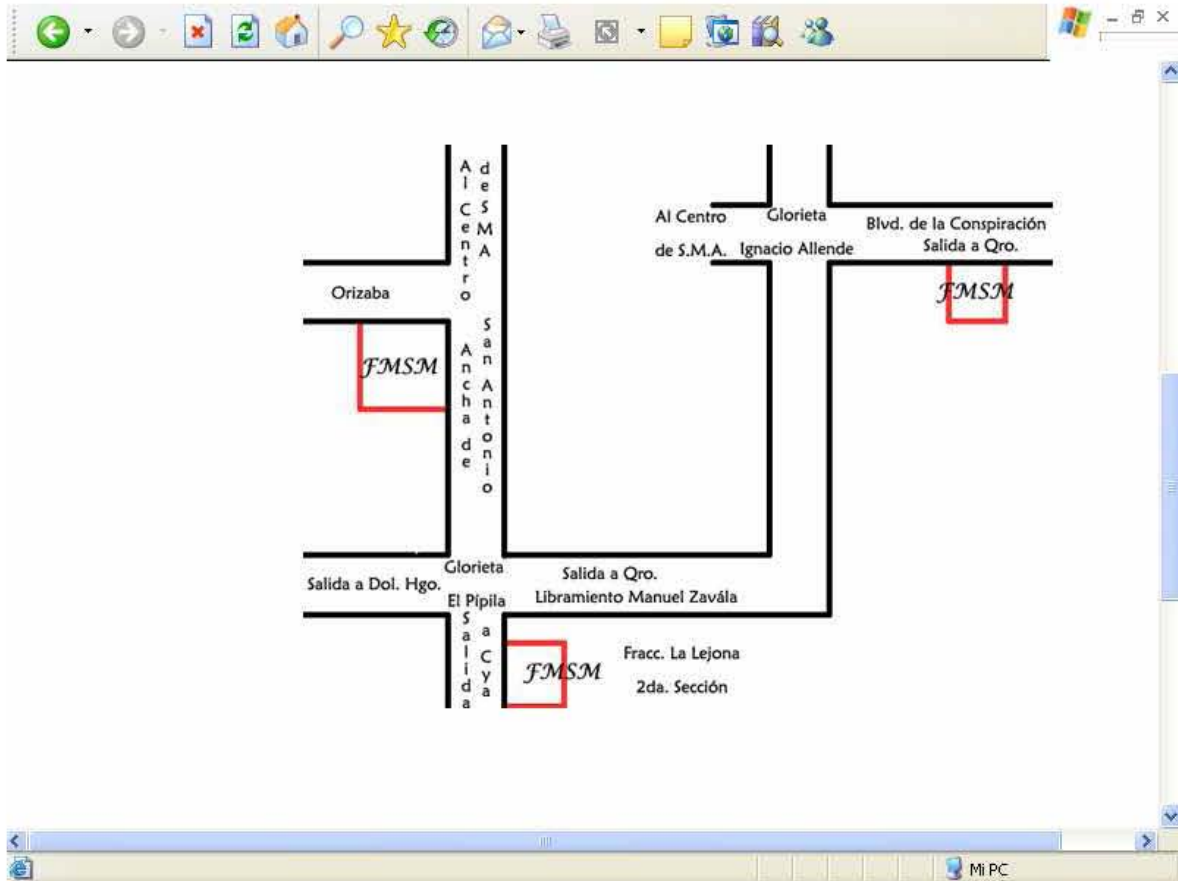 Al Centro
de SMA
Al Centro
de S.M.A.
Glorieta
Ignacio Allende
Blvd. de la Conspiración
Salida a Qro.
FMSM
Orizaba
FMSM
Ancha de
San Antonio
Salida a Dol. Hgo.
Glorieta
El Pípila
Salida a Qro.
Libramiento Manuel Zavála
Salida
a Cya
FMSM
Fracc. La Lejona
2da. Sección
Mi PC